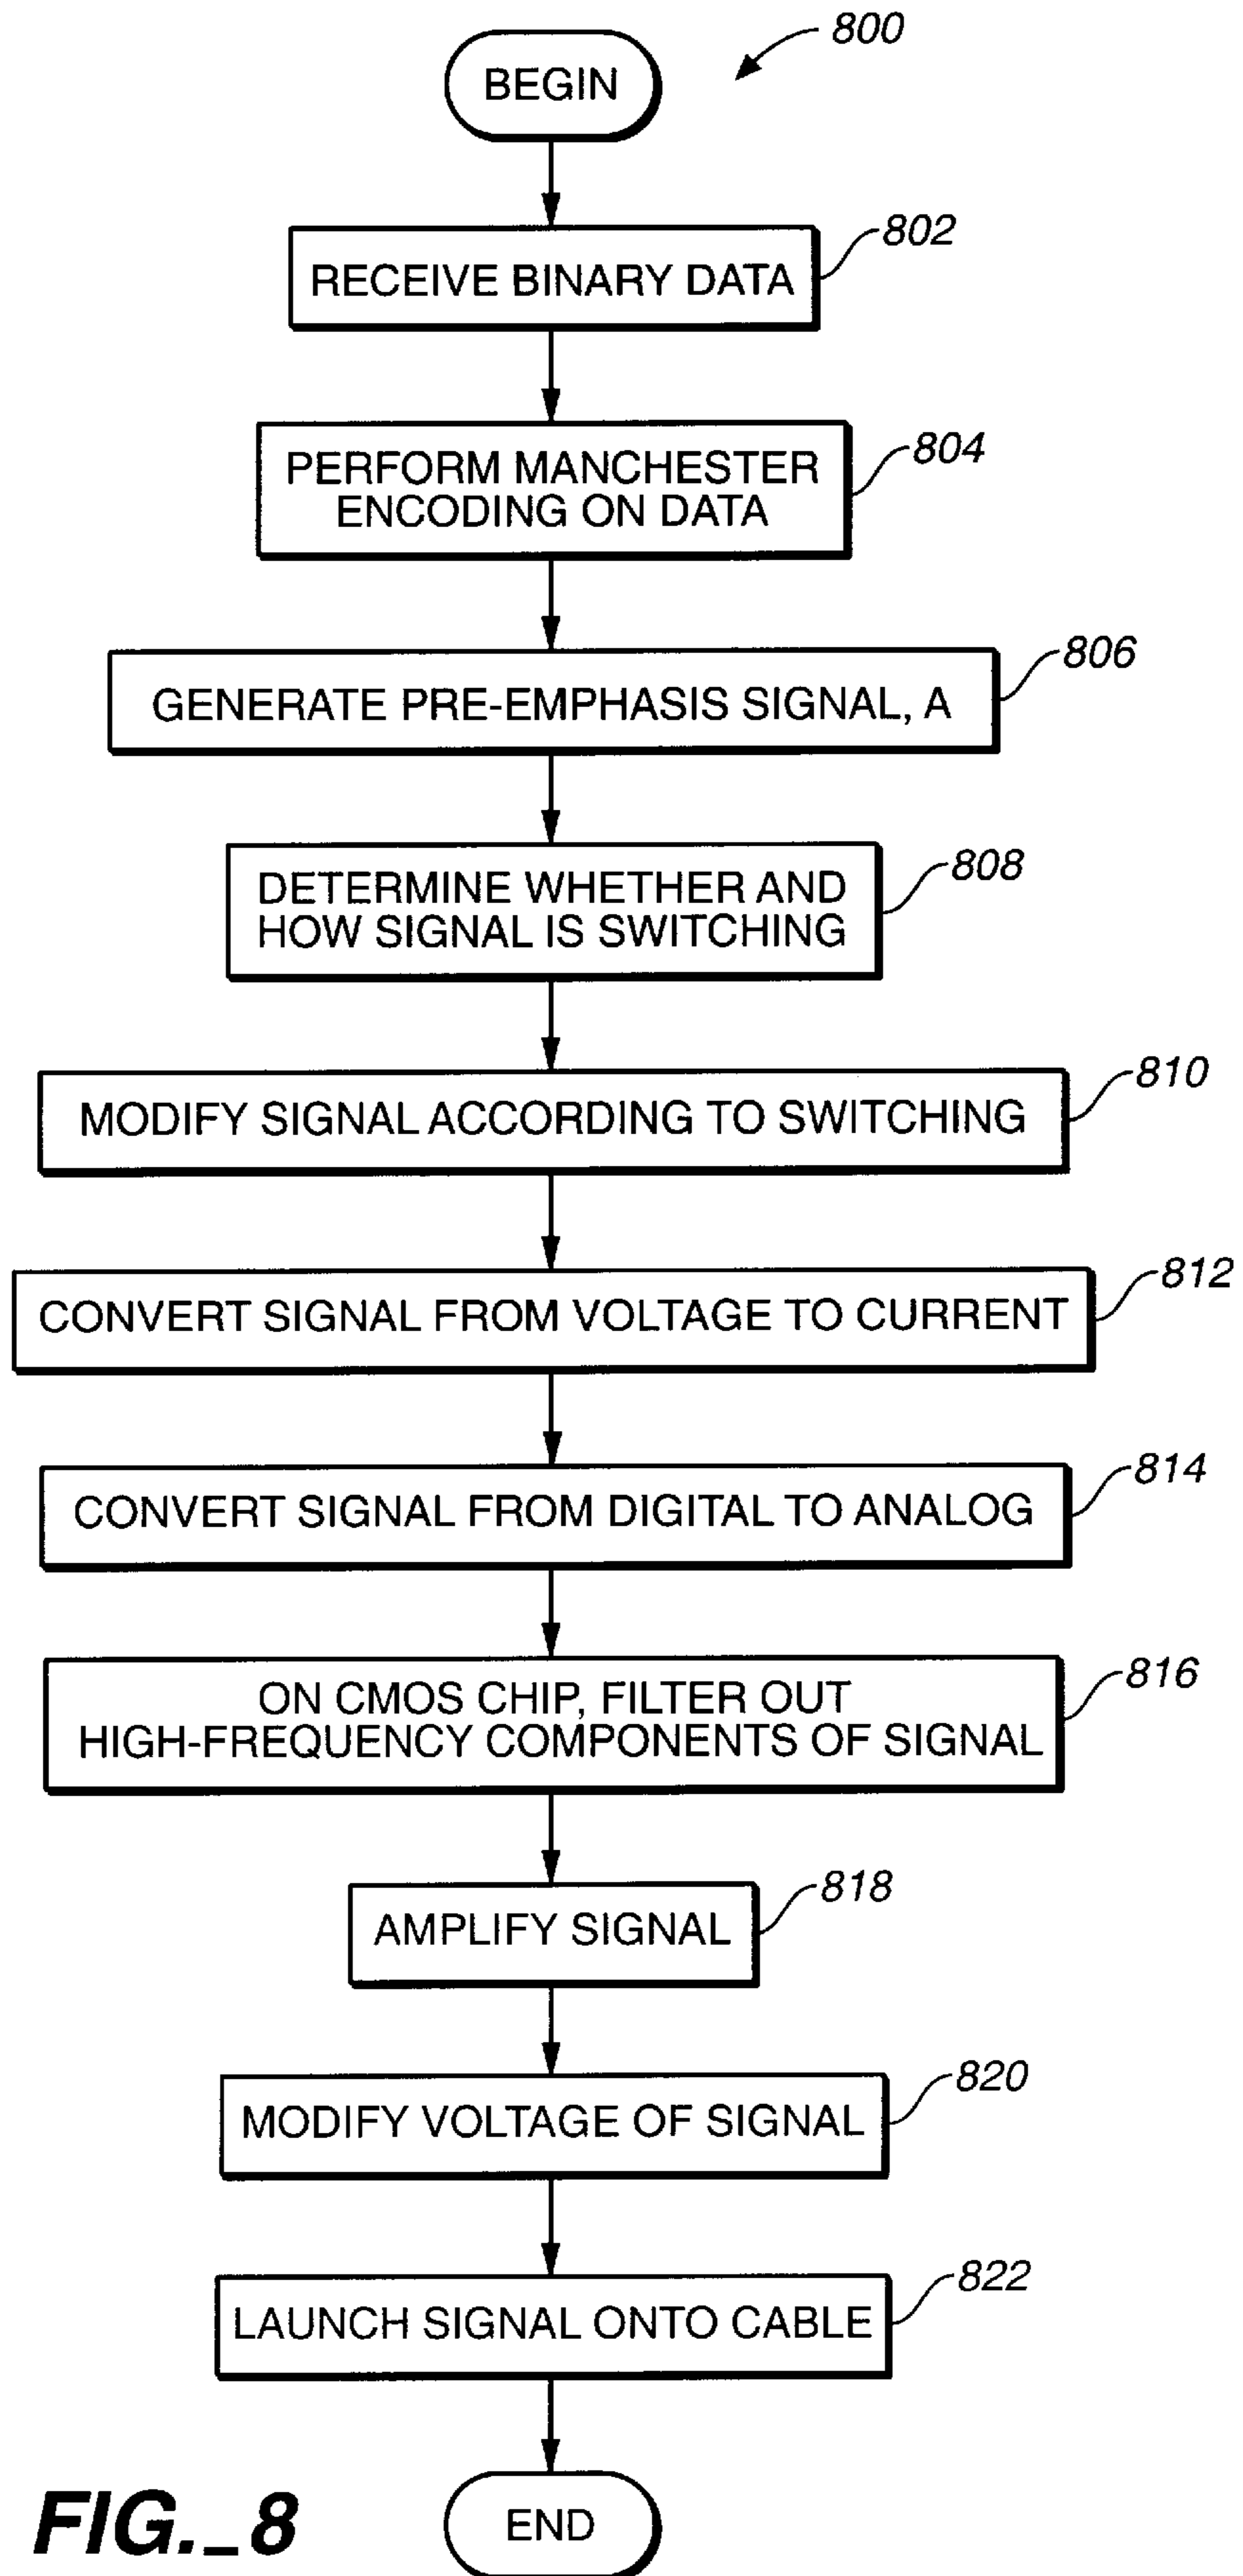 800
BEGIN
802
RECEIVE BINARY DATA
804
PERFORM MANCHESTER
ENCODING ON DATA
806
GENERATE PRE-EMPHASIS SIGNAL, A
808
DETERMINE WHETHER AND
HOW SIGNAL IS SWITCHING
810
MODIFY SIGNAL ACCORDING TO SWITCHING
812
CONVERT SIGNAL FROM VOLTAGE TO CURRENT
814
CONVERT SIGNAL FROM DIGITAL TO ANALOG
816
ON CMOS CHIP, FILTER OUT
HIGH-FREQUENCY COMPONENTS OF SIGNAL
818
AMPLIFY SIGNAL
820
MODIFY VOLTAGE OF SIGNAL
822
LAUNCH SIGNAL ONTO CABLE
END
FIG._8